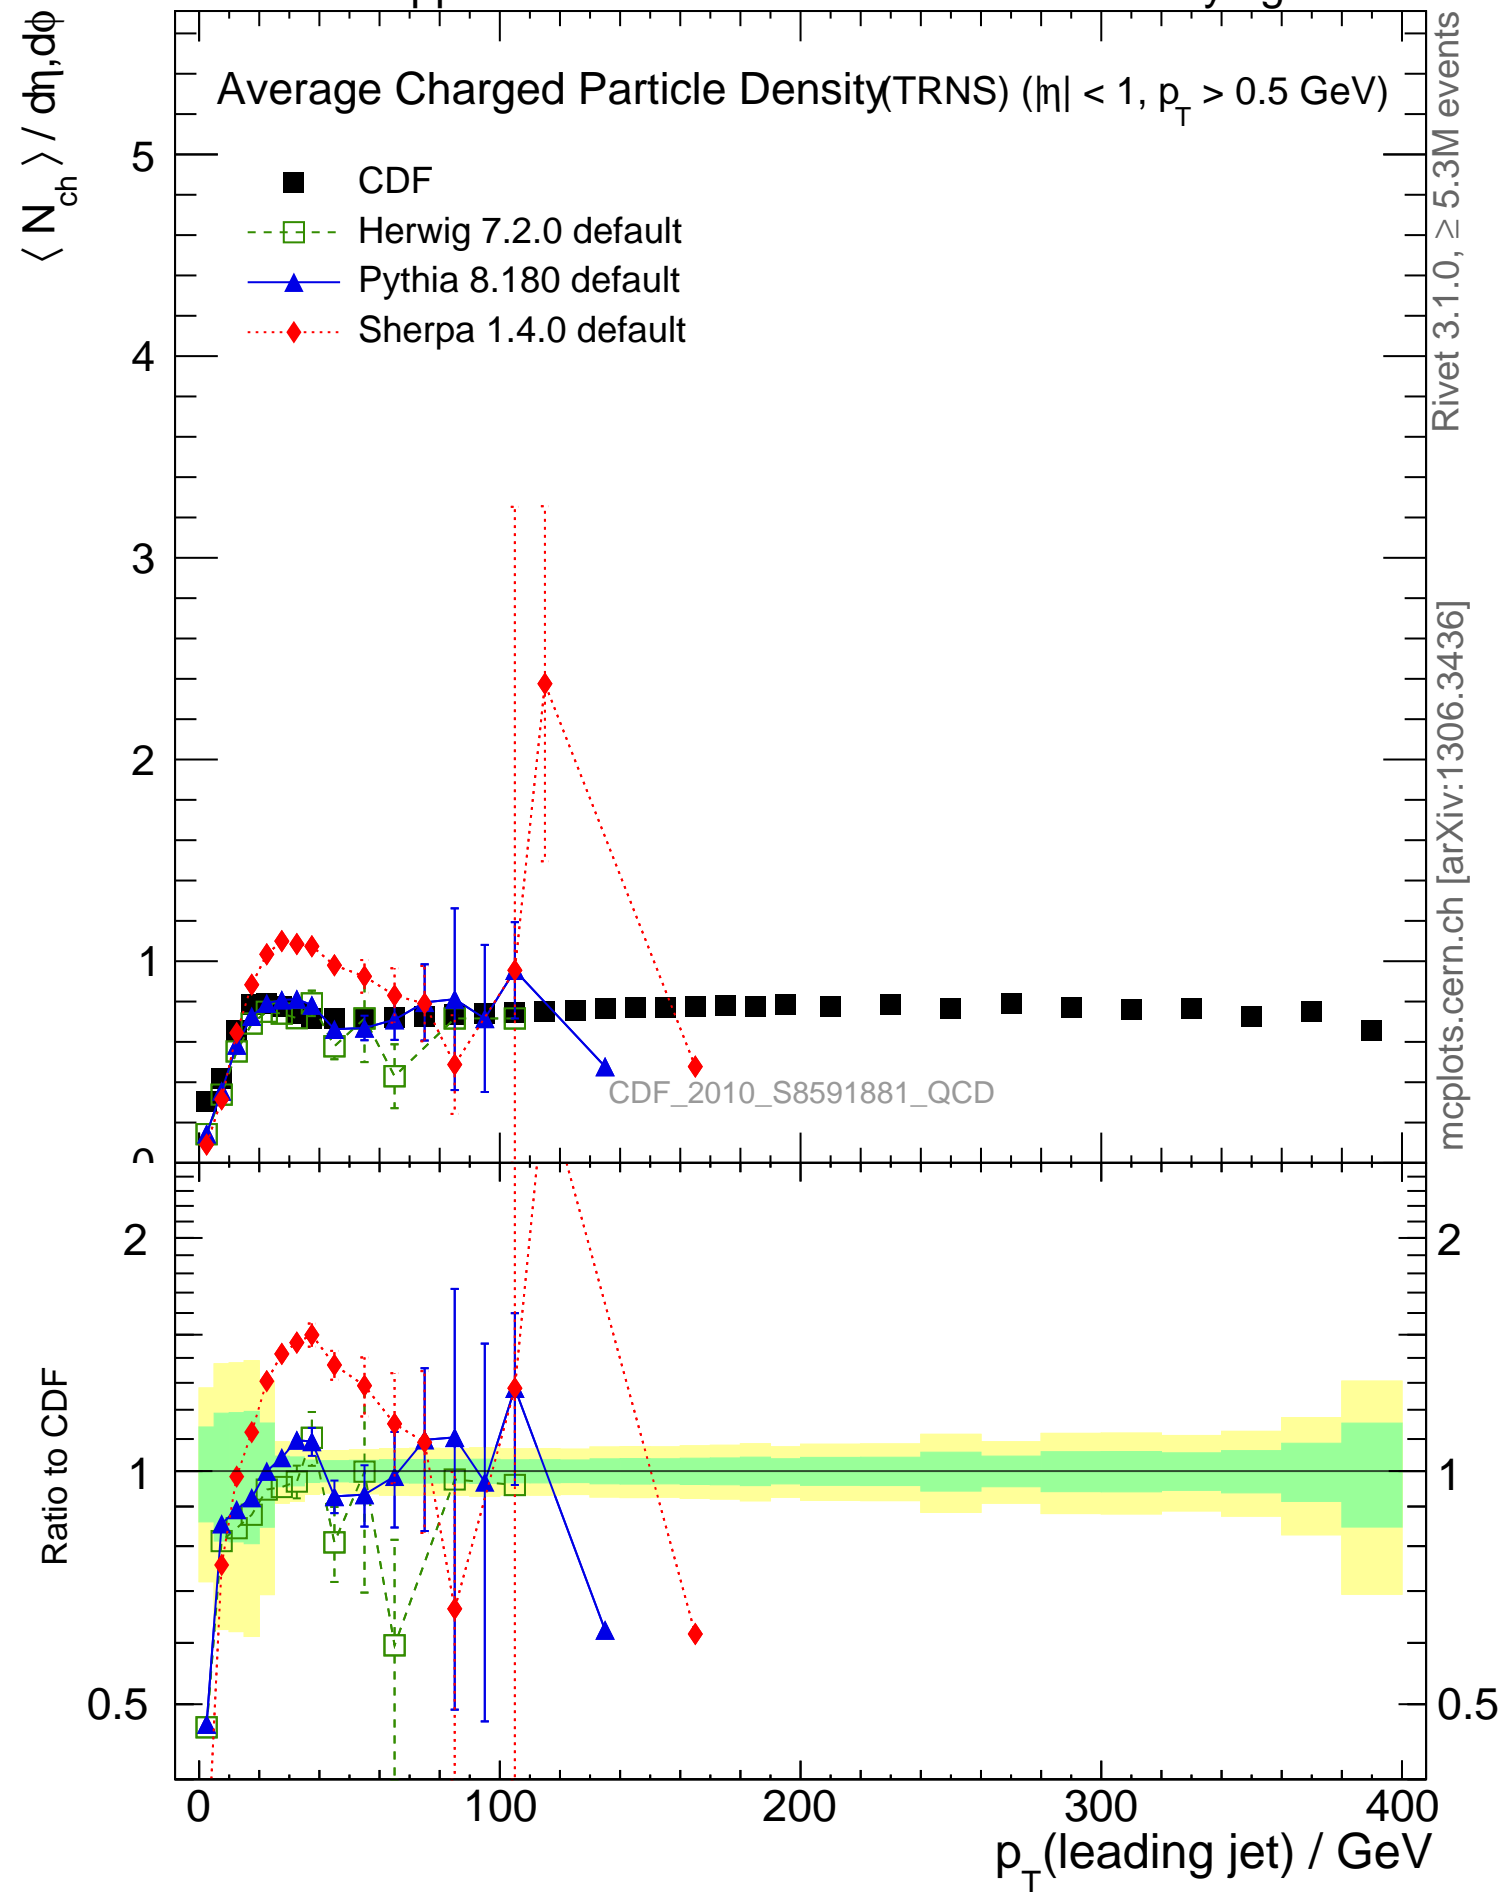 Average Charged Particle Density (TRNS) (|η| < 1, p_T > 0.5 GeV)
⟨ N_ch ⟩ / dη,dφ
CDF
Herwig 7.2.0 default
Pythia 8.180 default
Sherpa 1.4.0 default
5
4
3
2
1
0
CDF_2010_S8591881_QCD
Rivet 3.1.0, ≥ 5.3M events
mcplots.cern.ch [arXiv:1306.3436]
Ratio to CDF
2
1
0.5
2
1
0.5
0 100 200 300 400
p_T(leading jet) / GeV